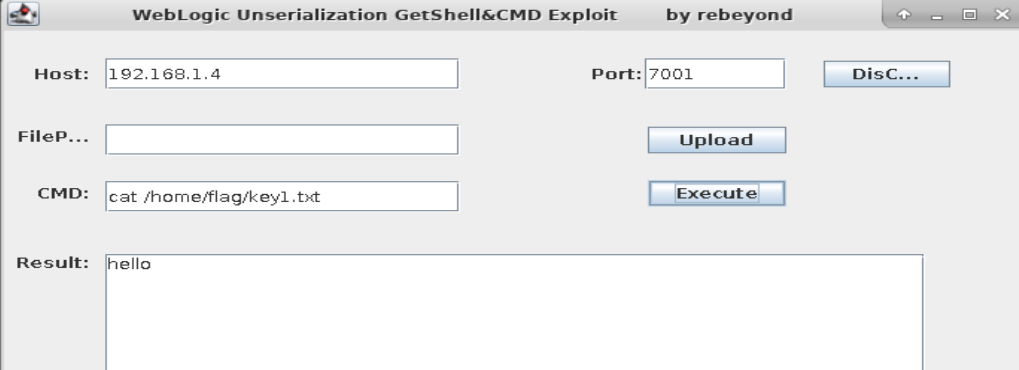 WebLogic Unserialization GetShell&CMD Exploit by rebeyond
Host: 192.168.1.4 Port: 7001 DisC...
FileP... Upload
CMD: cat /home/flag/key1.txt Execute
Result: hello